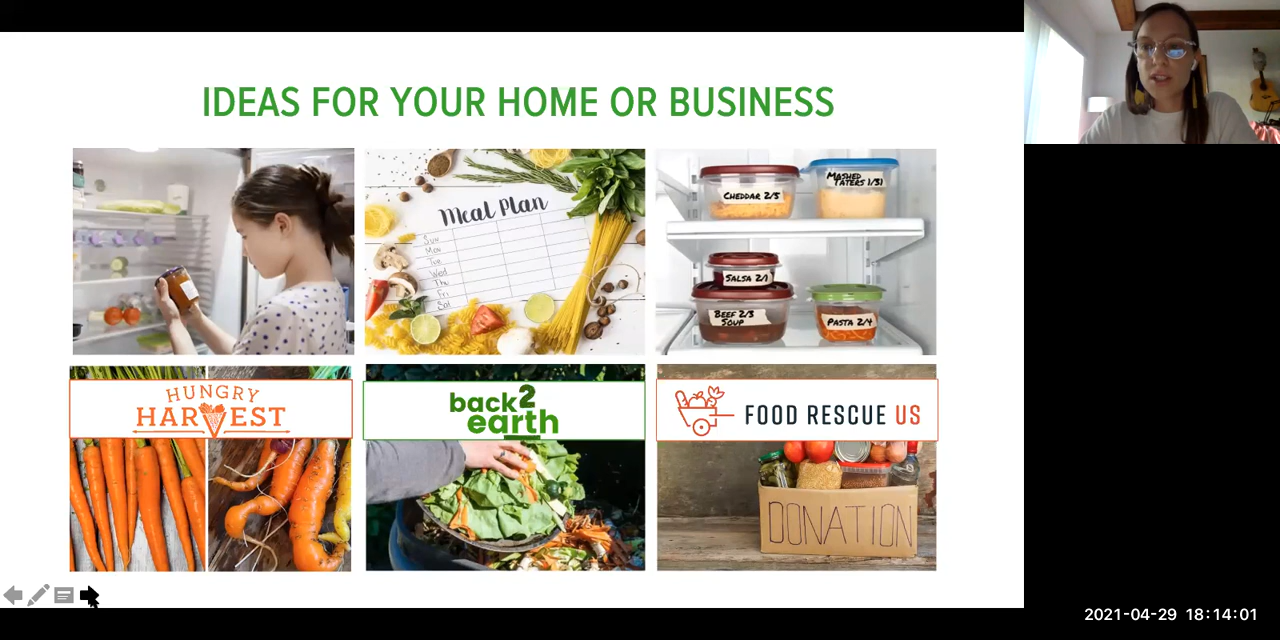 IDEAS FOR YOUR HOME OR BUSINESS
Meal Plan
Sun
Mon
Tue
Wed
Thu
Fri
Sat
CHEDDAR 2/5
MASHED
TATERS 1/31
SALSA 2/1
BEEF 2/3
SOUP
PASTA 2/4
HUNGRY
HARVEST
back2
earth
FOOD RESCUE US
DONATION
2021-04-29 18:14:01